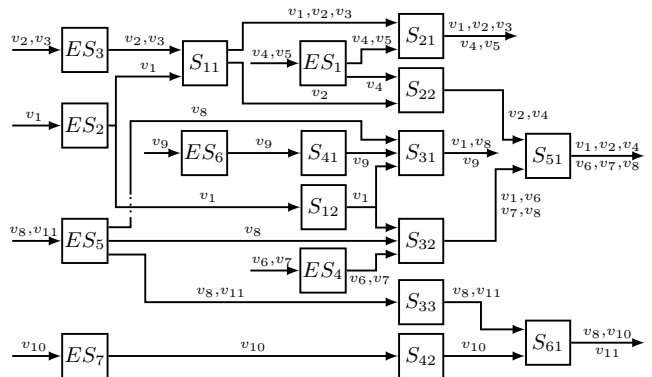 v1,v2,v3
v1,v2,v3
v2,v3
ES3
v2,v3
S11
v4,v5
S21
v4,v5
v4,v5
ES1
v1
v4
v2
S22
v1
ES2
v2,v4
v8
v9
ES6
v9
S41
v9
S31
v1,v8
v9
S51
v1,v2,v4
v6,v7,v8
v1
S12
v1
v1,v6
v7,v8
v8,v11
ES5
v8
S32
v6,v7
ES4
v6,v7
v8,v11
S33
v8,v11
S61
v8,v10
v11
v10
ES7
v10
S42
v10